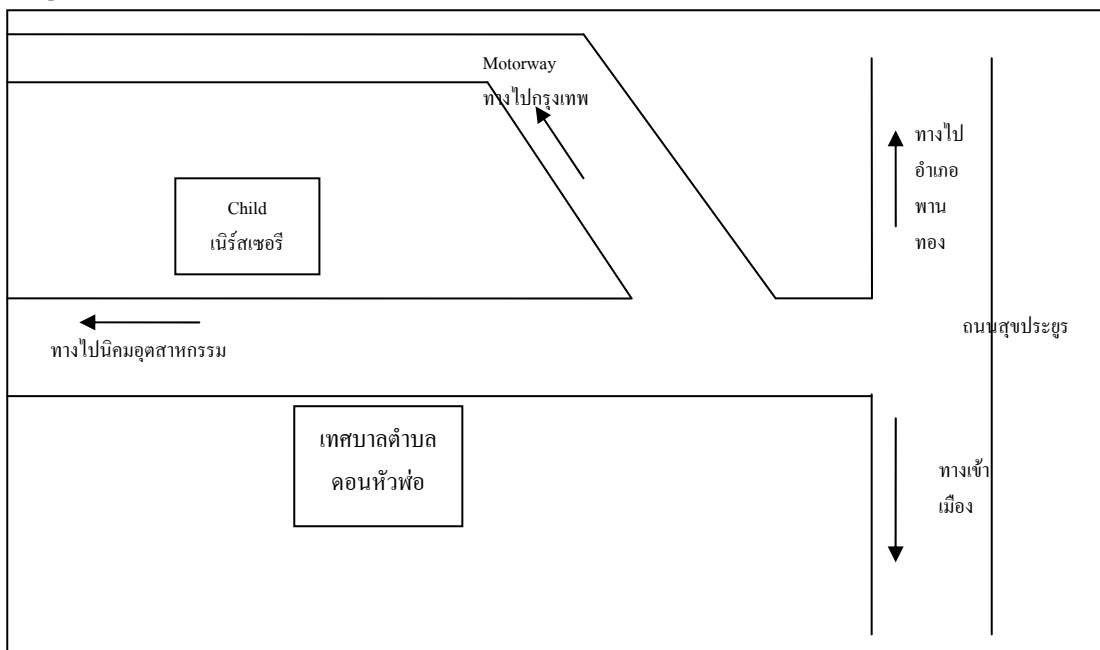 Motorway
ทางไปกรุงเทพ
ทางไป
อำเภอ
พาน
ทอง
Child
เนิร์สเซอรี
ถนนสุขประยูร
ทางไปนิคมอุตสาหกรรม
เทศบาลตำบล
ดอนหัวฬ่อ
ทางเข้า
เมือง